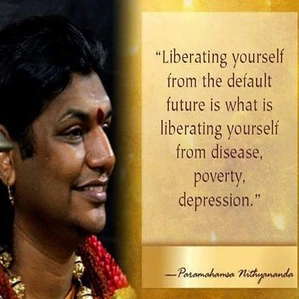 “Liberating yourself
from the default
future is what is
liberating yourself
from disease,
poverty,
depression.”
—Paramahamsa Nithyananda